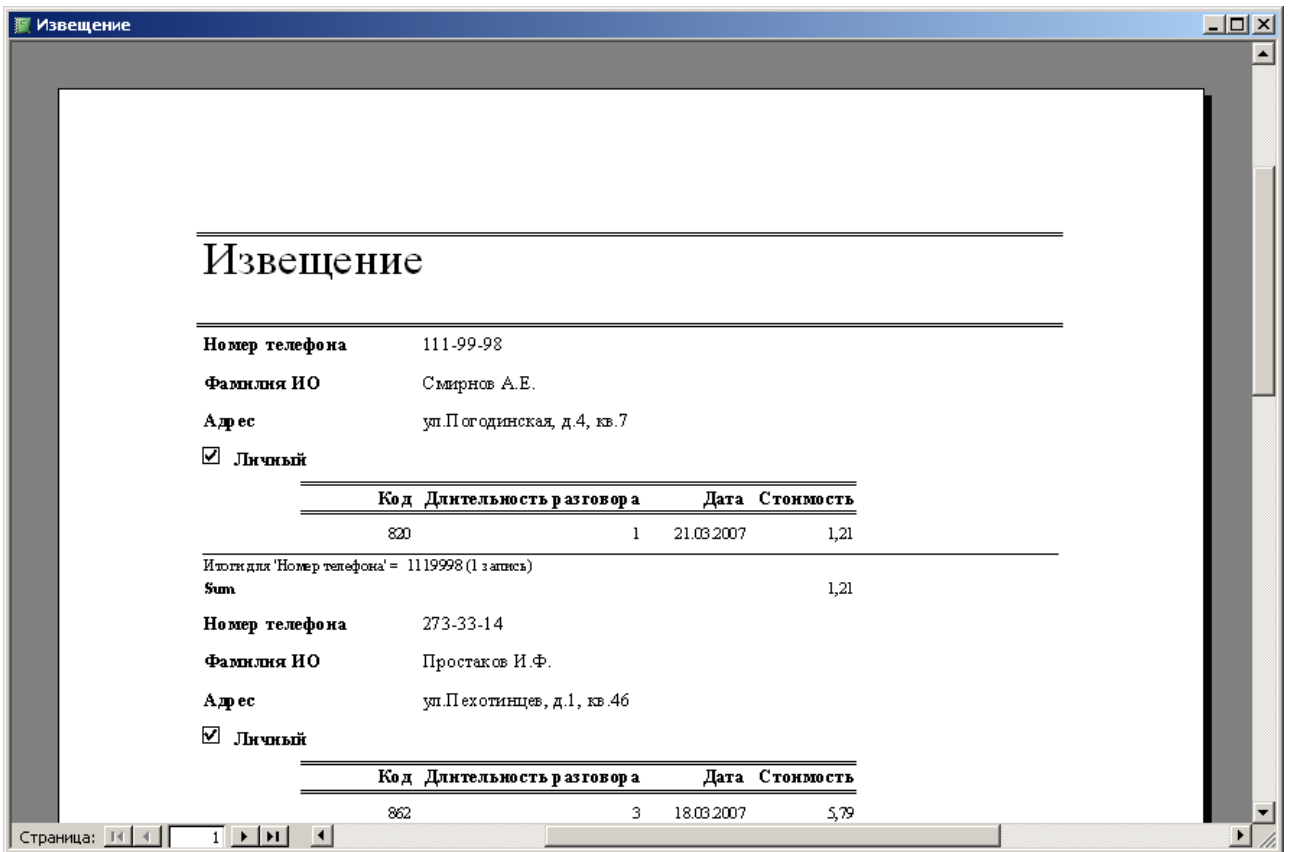 Извещение
Извещение
Номер телефона 111-99-98
Фамилия ИО Смирнов А.Е.
Адрес ул.Погодинская, д.4, кв.7
Личный
Код Длительность разговора Дата Стоимость
820 1 21.03.2007 1,21
Итоги для 'Номер телефона' = 1119998 (1 запись)
Sum 1,21
Номер телефона 273-33-14
Фамилия ИО Простаков И.Ф.
Адрес ул.Пехотинцев, д.1, кв.46
Личный
Код Длительность разговора Дата Стоимость
862 3 18.03.2007 5,79
Страница: 1